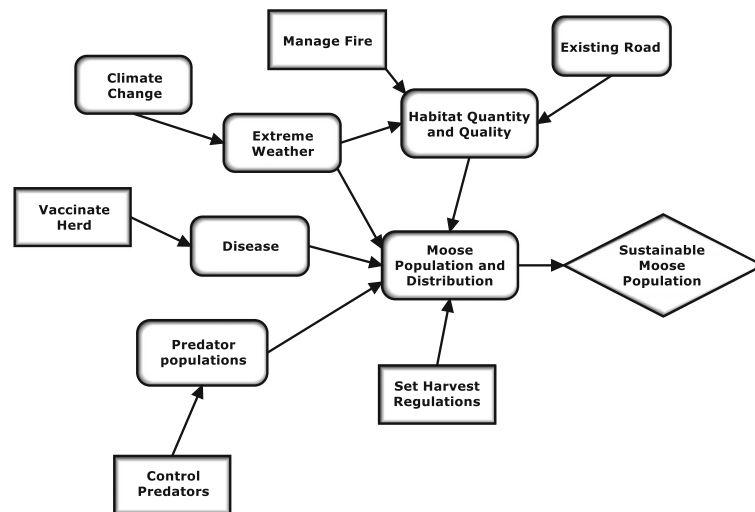 Manage Fire
Existing Road
Climate
Change
Habitat Quantity
and Quality
Extreme
Weather
Vaccinate
Herd
Disease
Moose
Population and
Distribution
Sustainable
Moose
Population
Predator
populations
Set Harvest
Regulations
Control
Predators